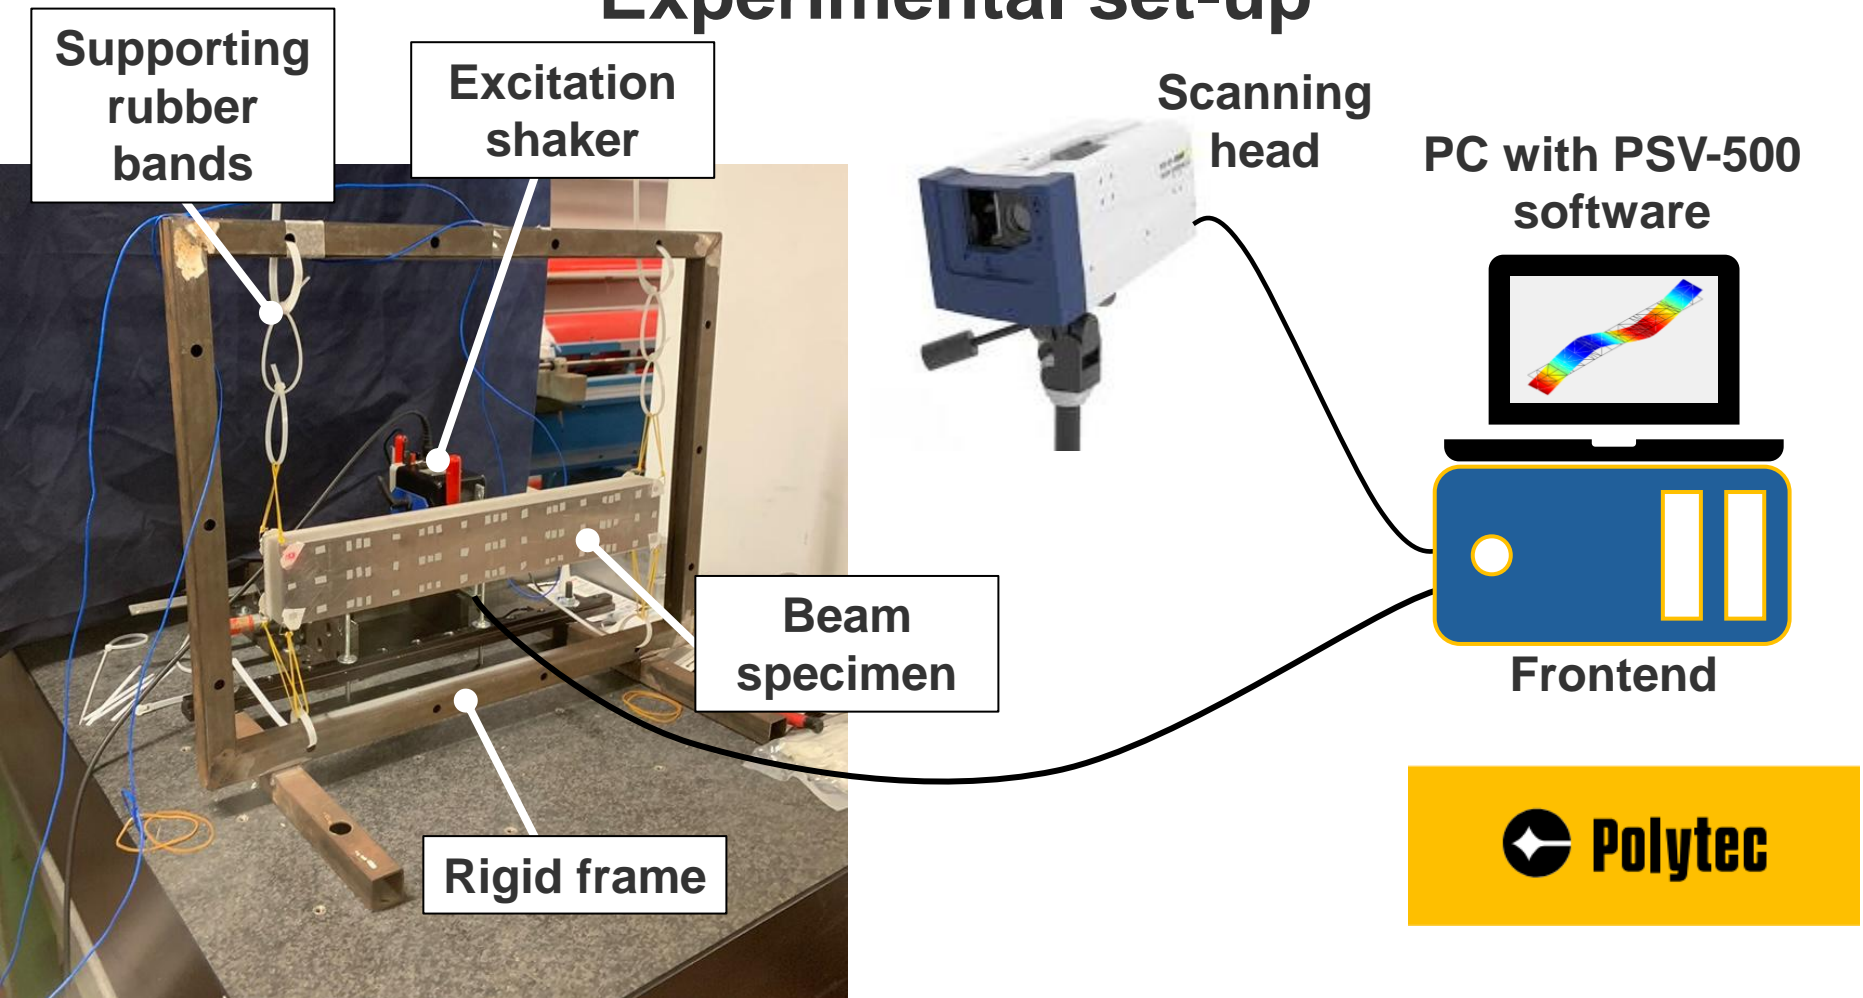 Experimental set-up
Supporting
rubber
bands
Excitation
shaker
Scanning
head
PC with PSV-500
software
Beam
specimen
Frontend
Rigid frame
Polytec